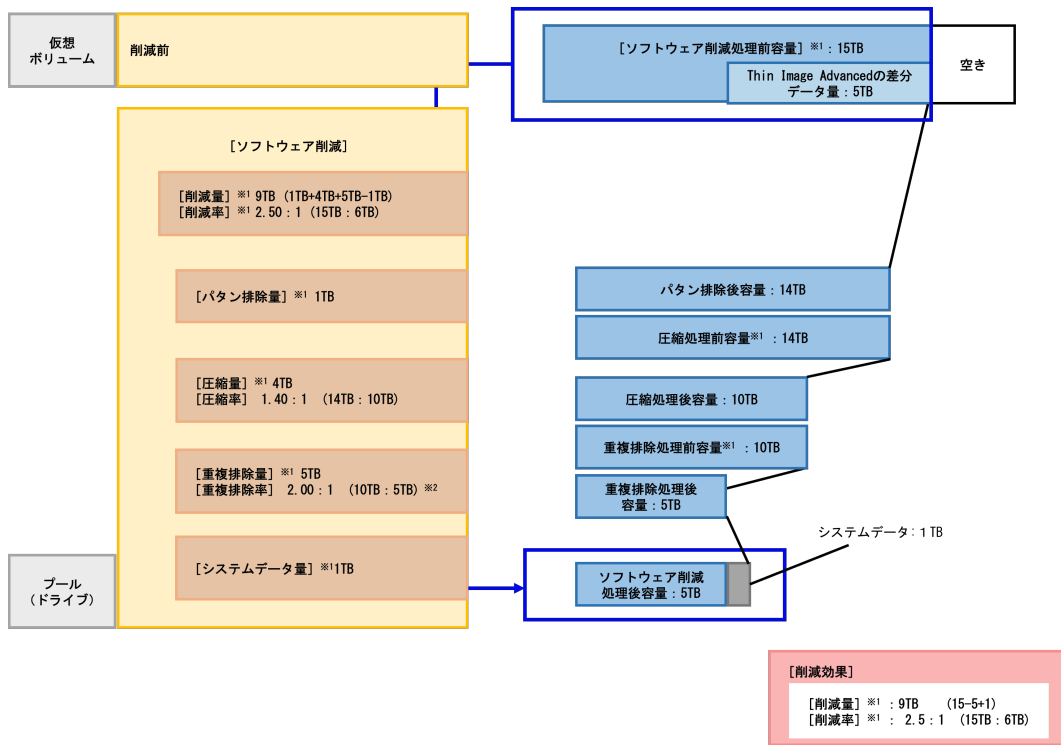 仮想
ボリューム
削減前
[ソフトウェア削減処理前容量] ※1：15TB
Thin Image Advancedの差分
データ量：5TB
空き
[ソフトウェア削減]
[削減量] ※1 9TB (1TB+4TB+5TB-1TB)
[削減率] ※1 2.50：1 (15TB：6TB)
[パタン排除量] ※1 1TB
パタン排除後容量：14TB
圧縮処理前容量※1 ：14TB
[圧縮量] ※1 4TB
[圧縮率] 1.40：1 (14TB：10TB)
圧縮処理後容量：10TB
重複排除処理前容量※1 ：10TB
[重複排除量] ※1 5TB
[重複排除率] 2.00：1 (10TB：5TB) ※2
重複排除処理後
容量：5TB
システムデータ：1TB
[システムデータ量] ※11TB
プール
(ドライブ)
ソフトウェア削減
処理後容量：5TB
[削減効果]
[削減量] ※1 ：9TB (15-5+1)
[削減率] ※1 ： 2.5：1 (15TB：6TB)